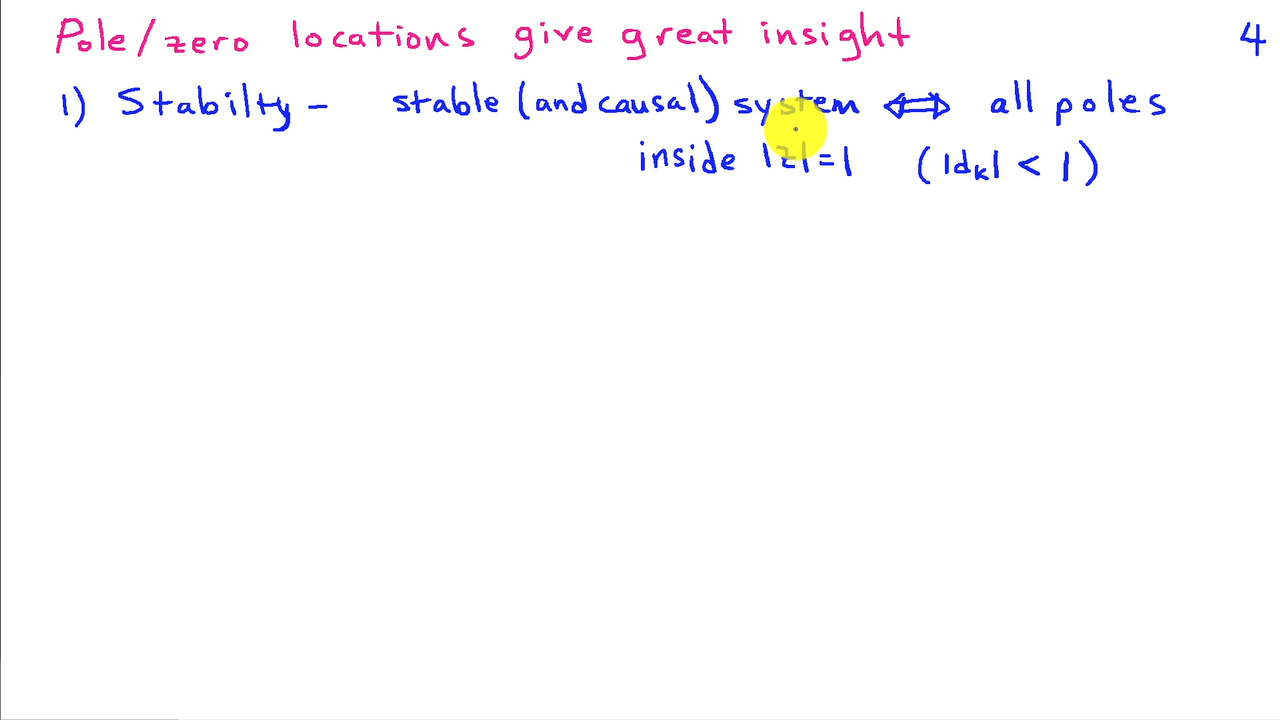 Pole/zero locations give great insight 4
1) Stabilty - stable (and causal) system ⟺ all poles
inside |z|=1 (|dₖ| < 1)